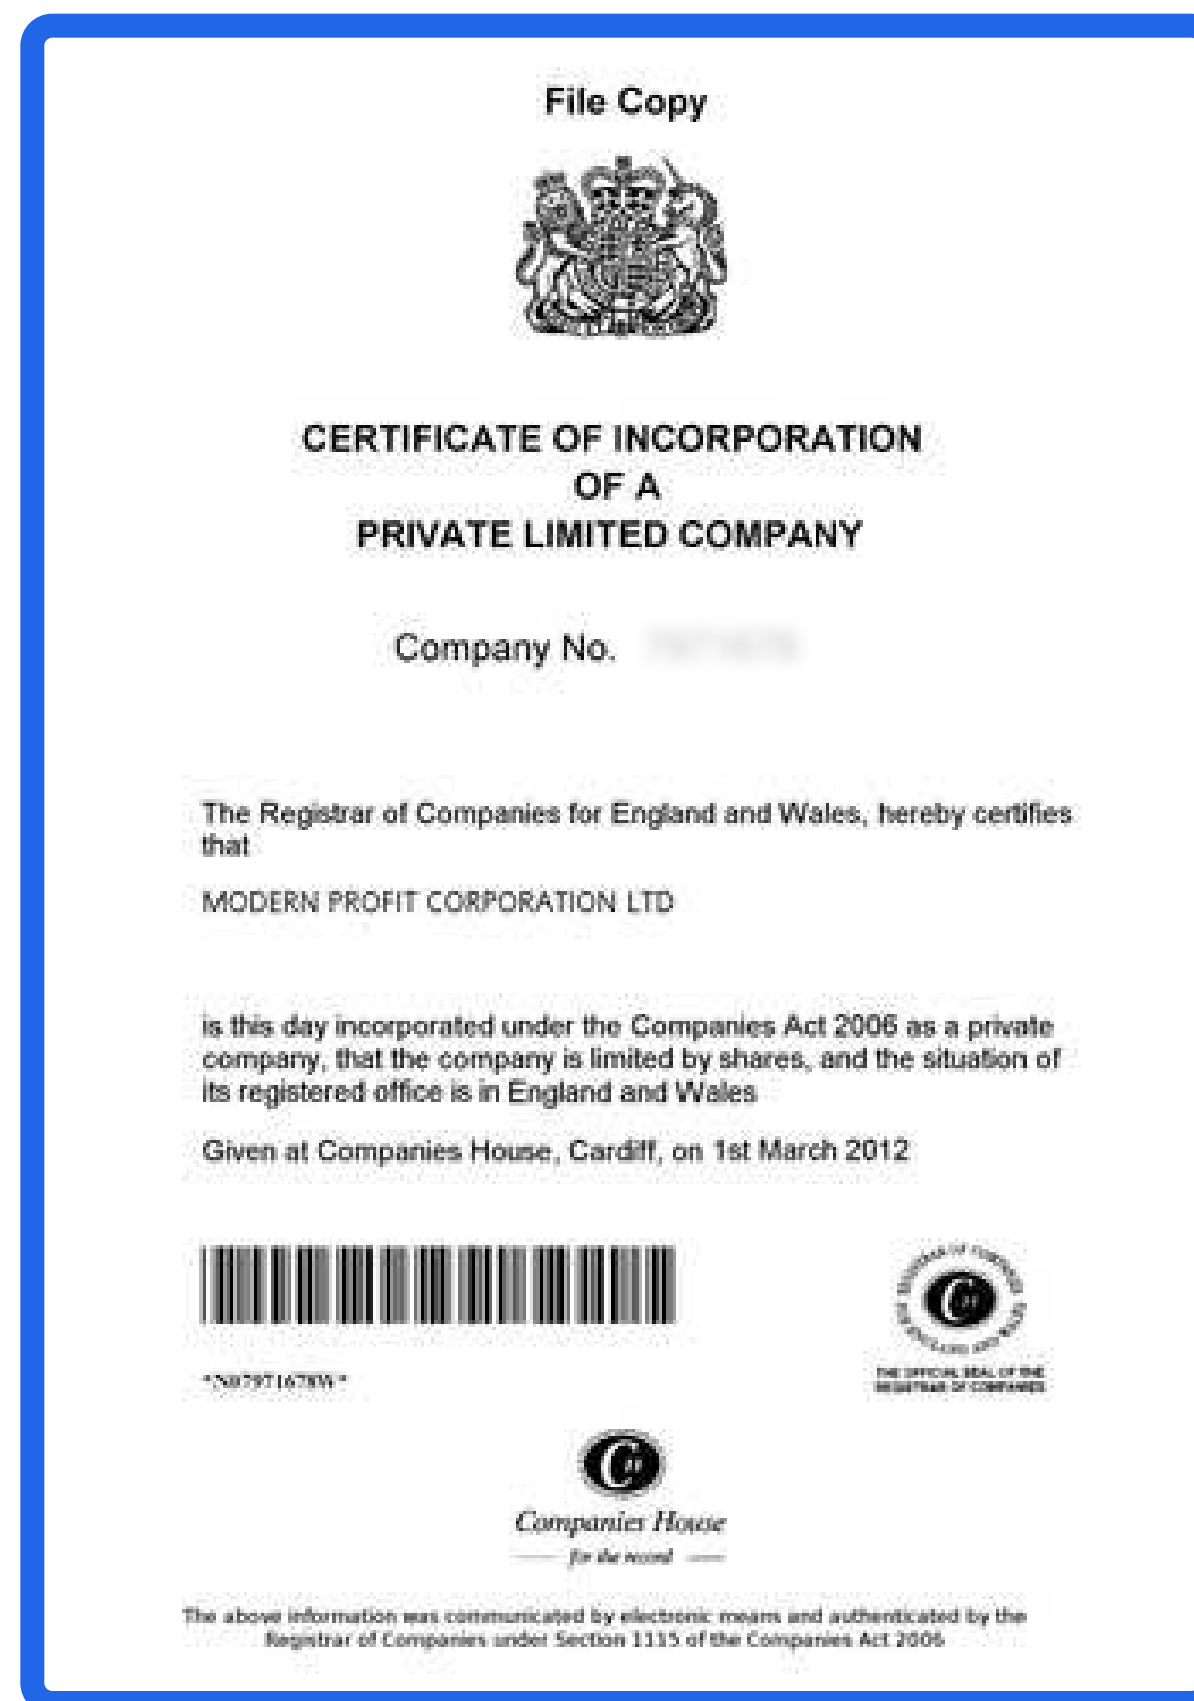 File Copy
CERTIFICATE OF INCORPORATION
OF A
PRIVATE LIMITED COMPANY
Company No.
The Registrar of Companies for England and Wales, hereby certifies
that
MODERN PROFIT CORPORATION LTD
is this day incorporated under the Companies Act 2006 as a private
company, that the company is limited by shares, and the situation of
its registered office is in England and Wales
Given at Companies House, Cardiff, on 1st March 2012
*N07971678W*
THE OFFICIAL SEAL OF THE
REGISTRAR OF COMPANIES
Companies House
for the record
The above information was communicated by electronic means and authenticated by the
Registrar of Companies under Section 1115 of the Companies Act 2006